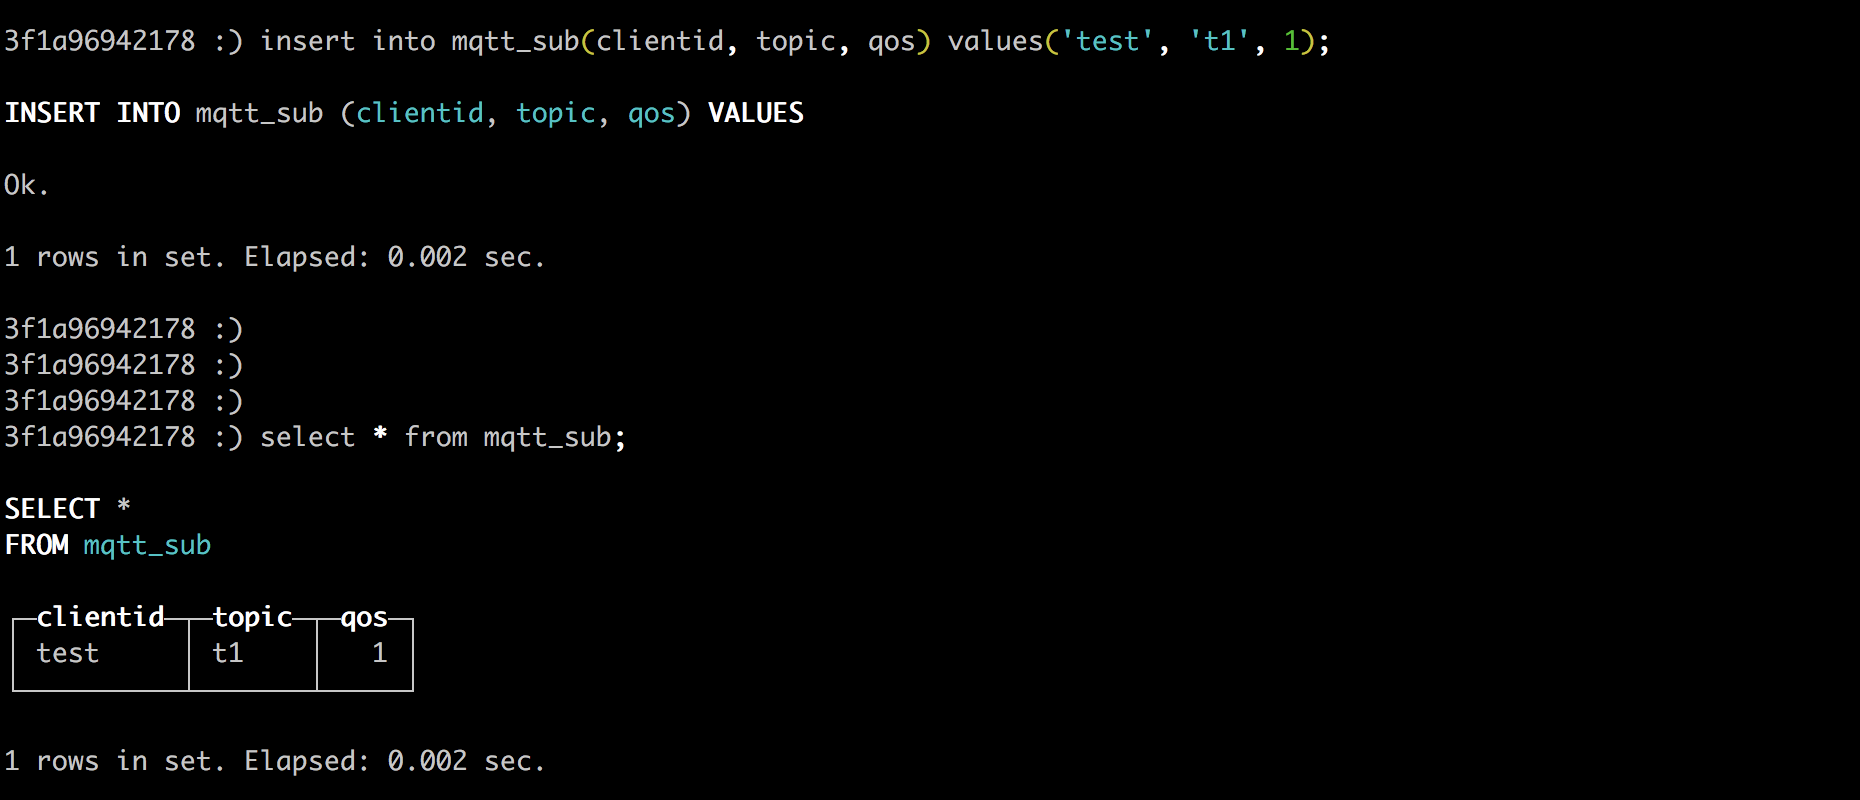 3f1a96942178 :) insert into mqtt_sub(clientid, topic, qos) values('test', 't1', 1);
INSERT INTO mqtt_sub (clientid, topic, qos) VALUES
Ok.
1 rows in set. Elapsed: 0.002 sec.
3f1a96942178 :)
3f1a96942178 :)
3f1a96942178 :)
3f1a96942178 :) select * from mqtt_sub;
SELECT *
FROM mqtt_sub
clientid topic qos
test t1 1
1 rows in set. Elapsed: 0.002 sec.